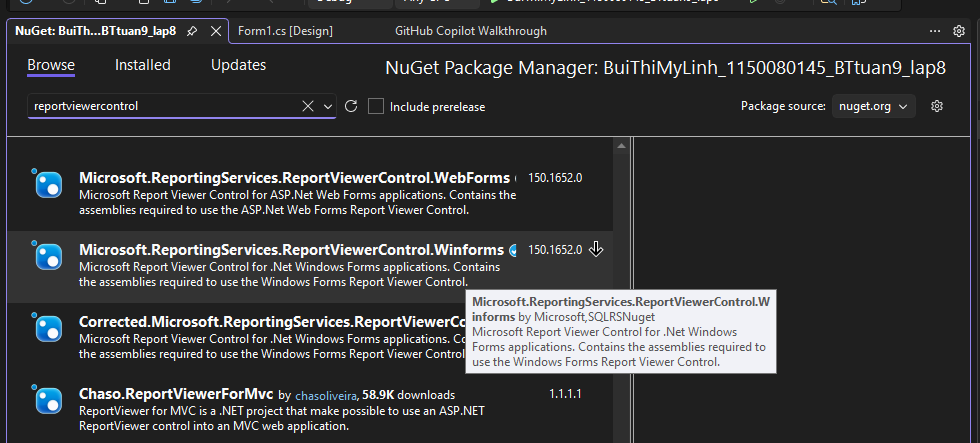 NuGet: BuiTh...BTtuan9_lap8
Form1.cs [Design]
GitHub Copilot Walkthrough
Browse
Installed
Updates
NuGet Package Manager: BuiThiMyLinh_1150080145_BTtuan9_lap8
reportviewercontrol
Include prerelease
Package source:
nuget.org
Microsoft.ReportingServices.ReportViewerControl.WebForms
150.1652.0
Microsoft Report Viewer Control for ASP.Net Web Forms applications. Contains the
assemblies required to use the ASP.Net Web Forms Report Viewer Control.
Microsoft.ReportingServices.ReportViewerControl.Winforms
150.1652.0
Microsoft Report Viewer Control for .Net Windows Forms applications. Contains
the assemblies required to use the Windows Forms Report Viewer Control.
Microsoft.ReportingServices.ReportViewerControl.W
informs by Microsoft,SQLRSNuget
Microsoft Report Viewer Control for .Net Windows
Forms applications. Contains the assemblies required to
use the Windows Forms Report Viewer Control.
Corrected.Microsoft.ReportingServices.ReportViewerCo
Microsoft Report Viewer Control for .Net Windows Forms
the assemblies required to use the Windows Forms Report Viewer Control.
Chaso.ReportViewerForMvc by chasoliveira, 58.9K downloads
1.1.1.1
ReportViewer for MVC is a .NET project that make possible to use an ASP.NET
ReportViewer control into an MVC web application.